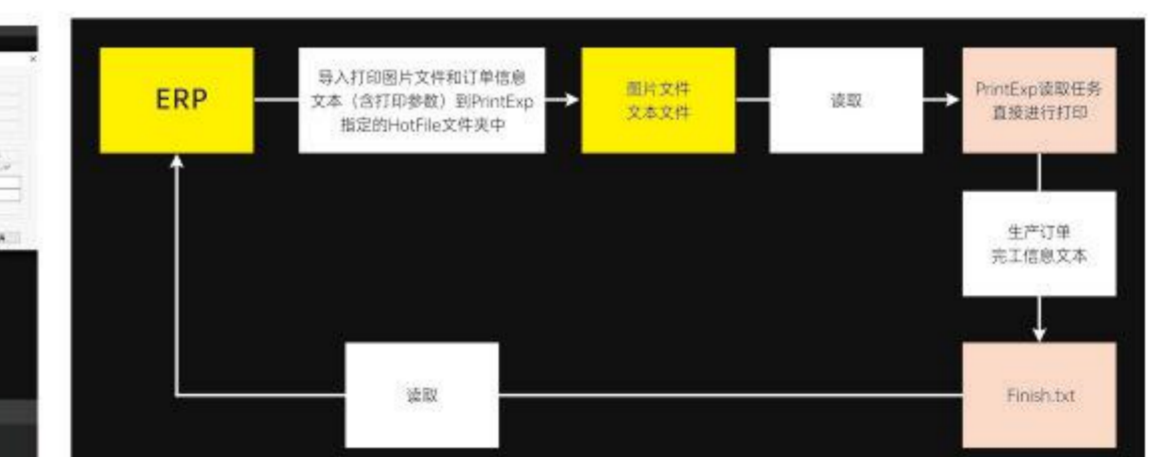 ERP
导入打印图片文件和订单信息
文本（含打印参数）到PrintExp
指定的HotFile文件夹中
图片文件
文本文件
读取
PrintExp读取任务
直接进行打印
生产订单
完工信息文本
Finish.txt
读取